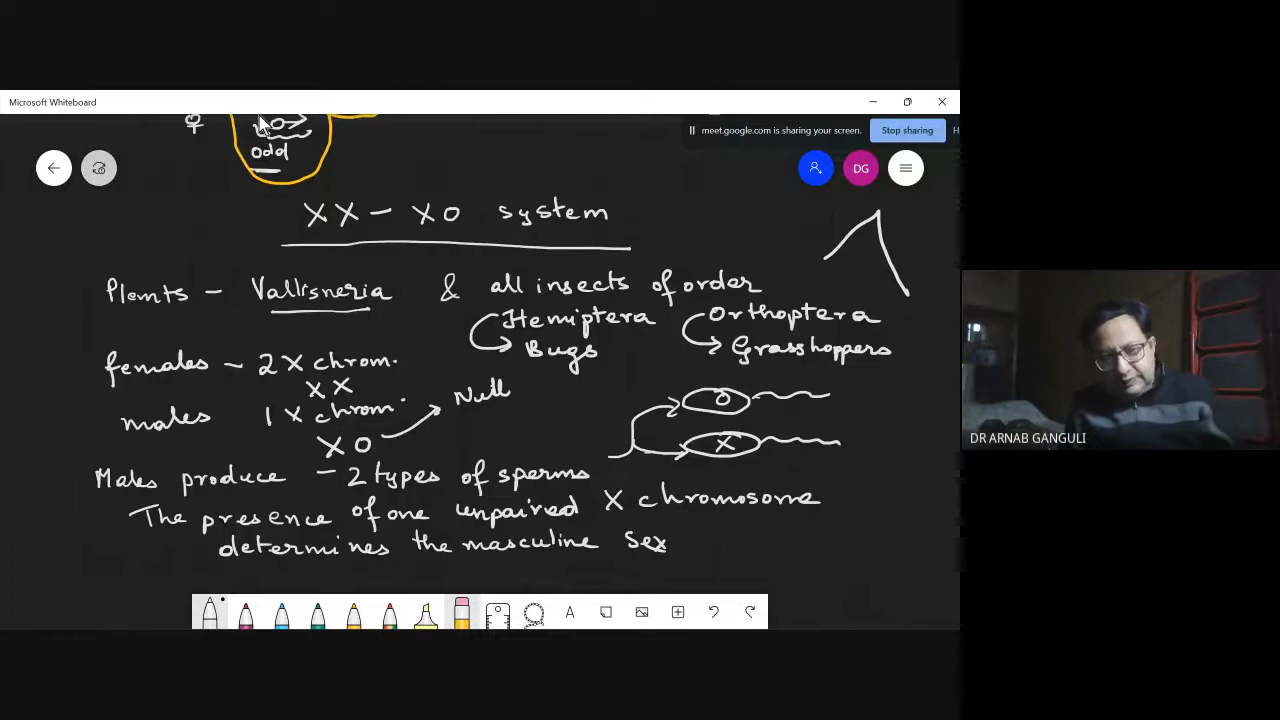 Microsoft Whiteboard
meet.google.com is sharing your screen.
Stop sharing
H
odd
DG
XX - XO system
Plants - Vallisneria & all insects of order
Hemiptera Orthoptera
Bugs Grasshoppers
females - 2 X chrom.
XX
males 1 X chrom.
Null
XO
O
X
Males produce - 2 types of sperms
The presence of one unpaired X chromosome
determines the masculine sex
DR ARNAB GANGULI
A